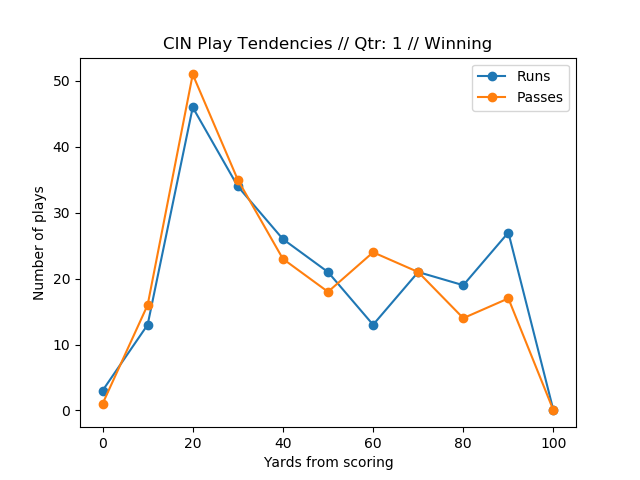 CIN Play Tendencies // Qtr: 1 // Winning
Runs
Passes
Number of plays
50
40
30
20
10
0
0 20 40 60 80 100
Yards from scoring